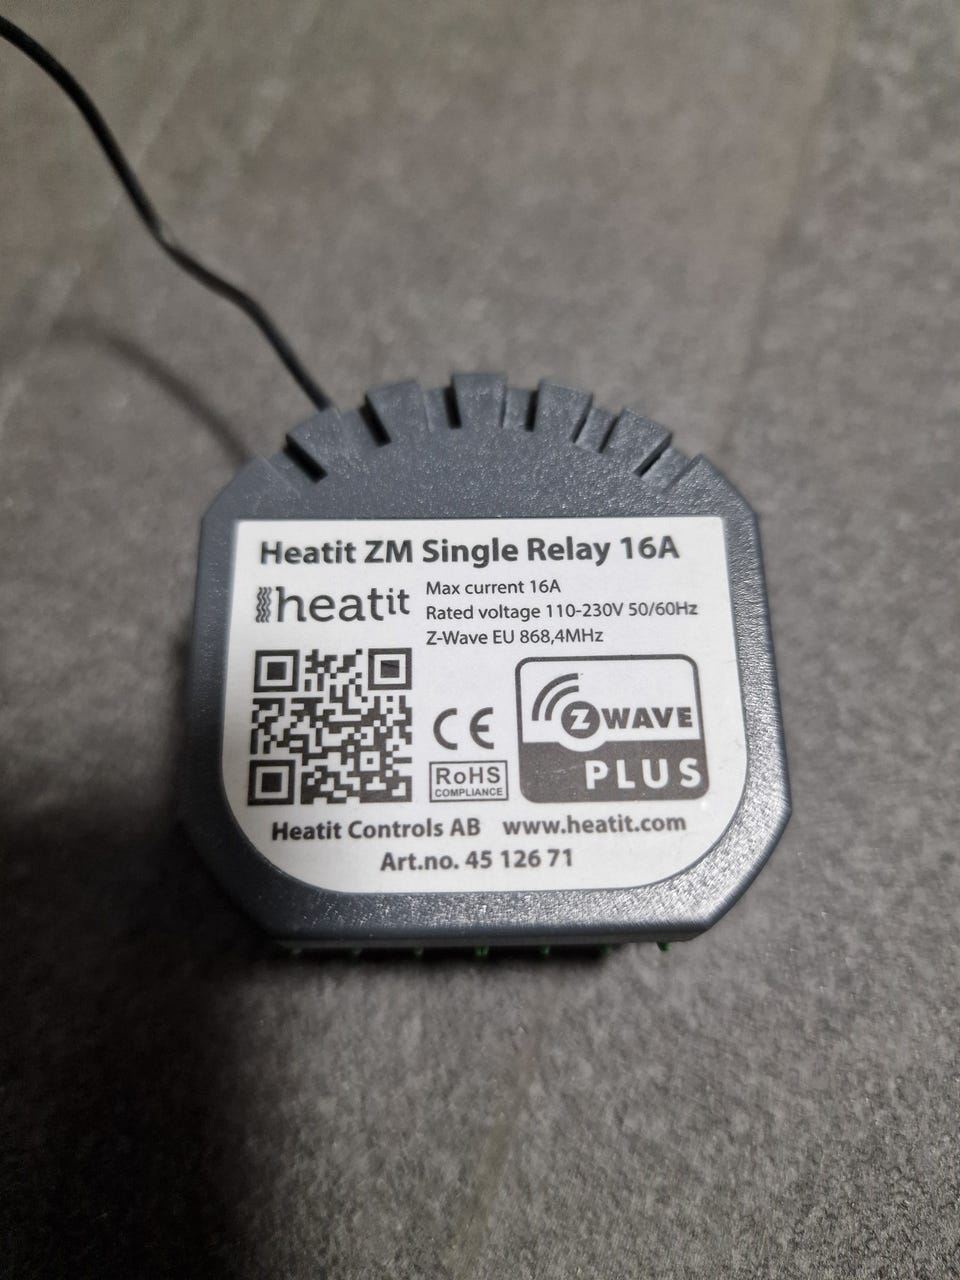 Heatit ZM Single Relay 16A
heatit
Max current 16A
Rated voltage 110-230V 50/60Hz
Z-Wave EU 868,4MHz
CE
RoHS
COMPLIANCE
Z WAVE
PLUS
Heatit Controls AB www.heatit.com
Art.no. 45 126 71